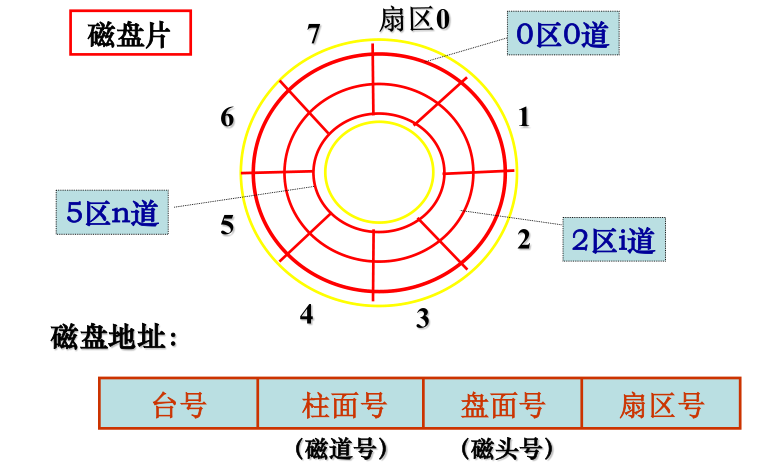 磁盘片
7
扇区0
0区0道
6
1
5区n道
5
2
2区i道
4
3
磁盘地址：
台号 柱面号 盘面号 扇区号
（磁道号） （磁头号）